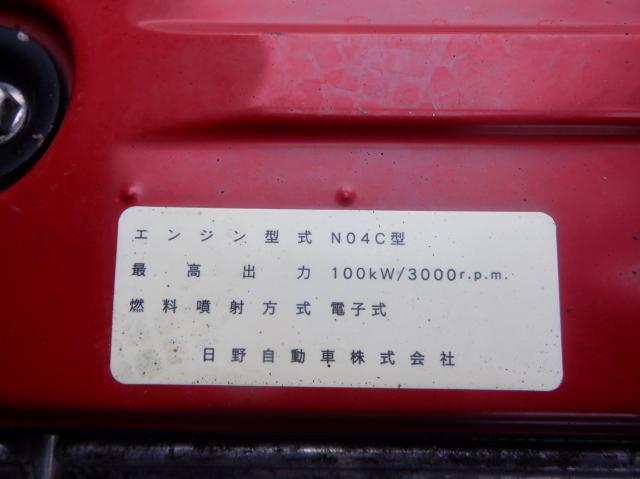 エンジン型式 N04C型
最高出力 100kW/3000r.p.m.
燃料噴射方式 電子式
日野自動車株式会社